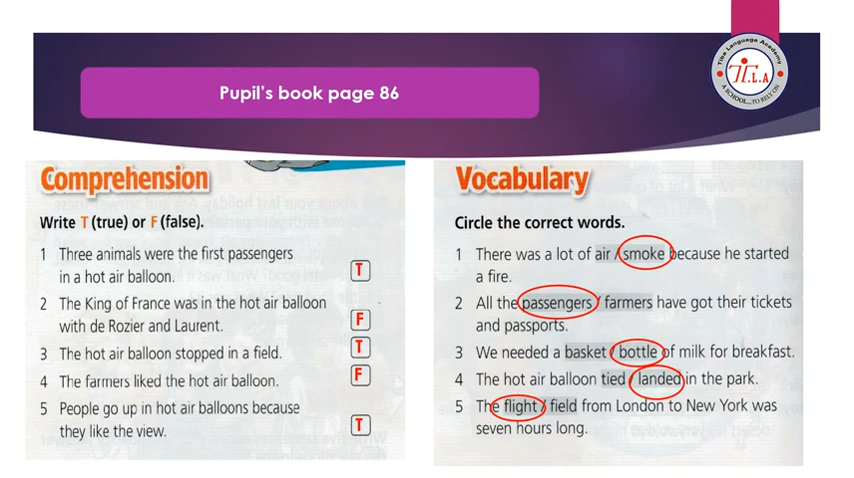 Pupil's book page 86
Tiba Language Academy
T.L.A
A SCHOOL...TO RELY ON
Comprehension
Write T (true) or F (false).
1 Three animals were the first passengers
in a hot air balloon.
T
2 The King of France was in the hot air balloon
with de Rozier and Laurent.
F
3 The hot air balloon stopped in a field.
T
4 The farmers liked the hot air balloon.
F
5 People go up in hot air balloons because
they like the view.
T
Vocabulary
Circle the correct words.
1 There was a lot of air / smoke because he started
a fire.
2 All the passengers / farmers have got their tickets
and passports.
3 We needed a basket / bottle of milk for breakfast.
4 The hot air balloon tied / landed in the park.
5 The flight / field from London to New York was
seven hours long.